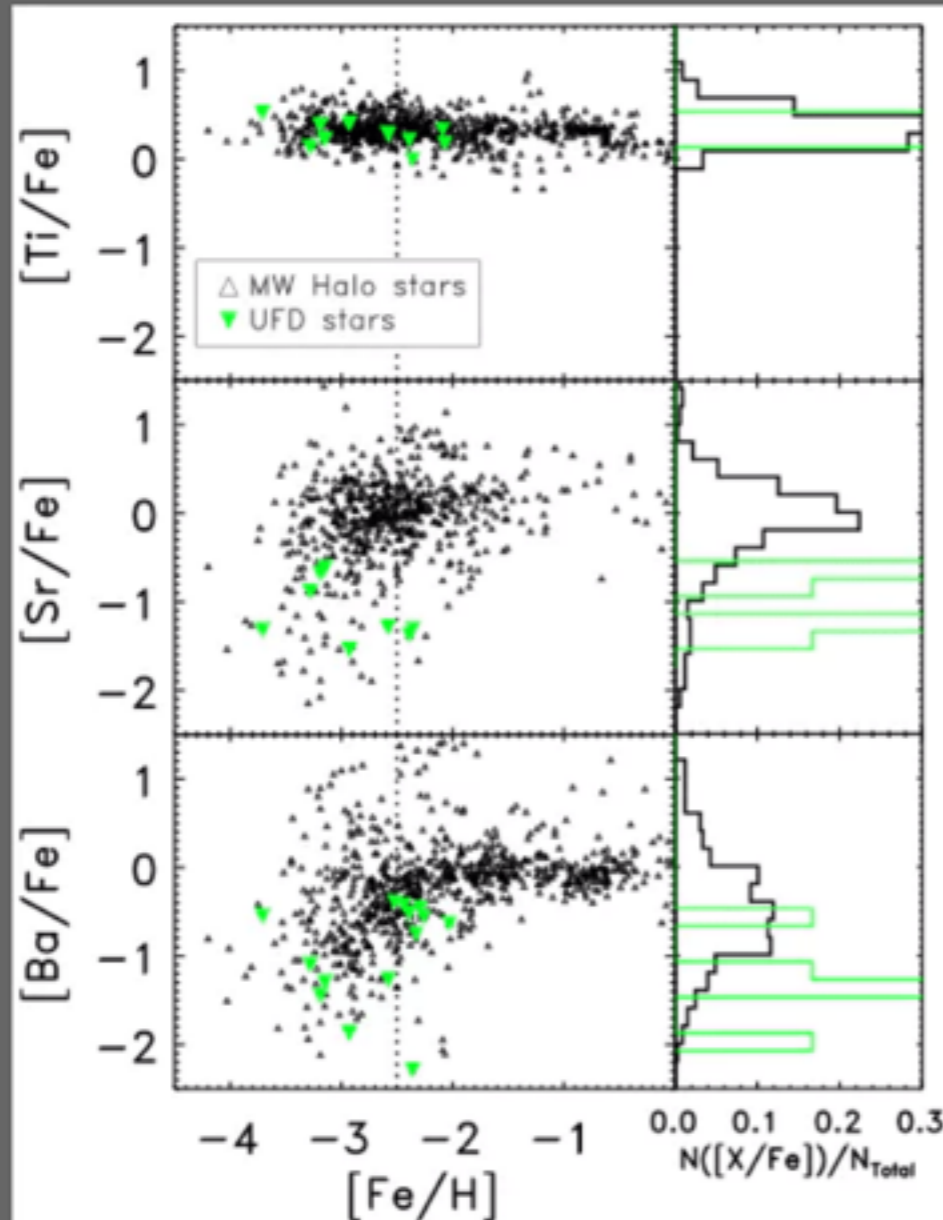 [Ti/Fe]
1
0
−1
−2
△ MW Halo stars
▼ UFD stars
[Sr/Fe]
1
0
−1
−2
[Ba/Fe]
1
0
−1
−2
−4 −3 −2 −1
[Fe/H]
0.0 0.1 0.2 0.3
N([X/Fe])/N_Total